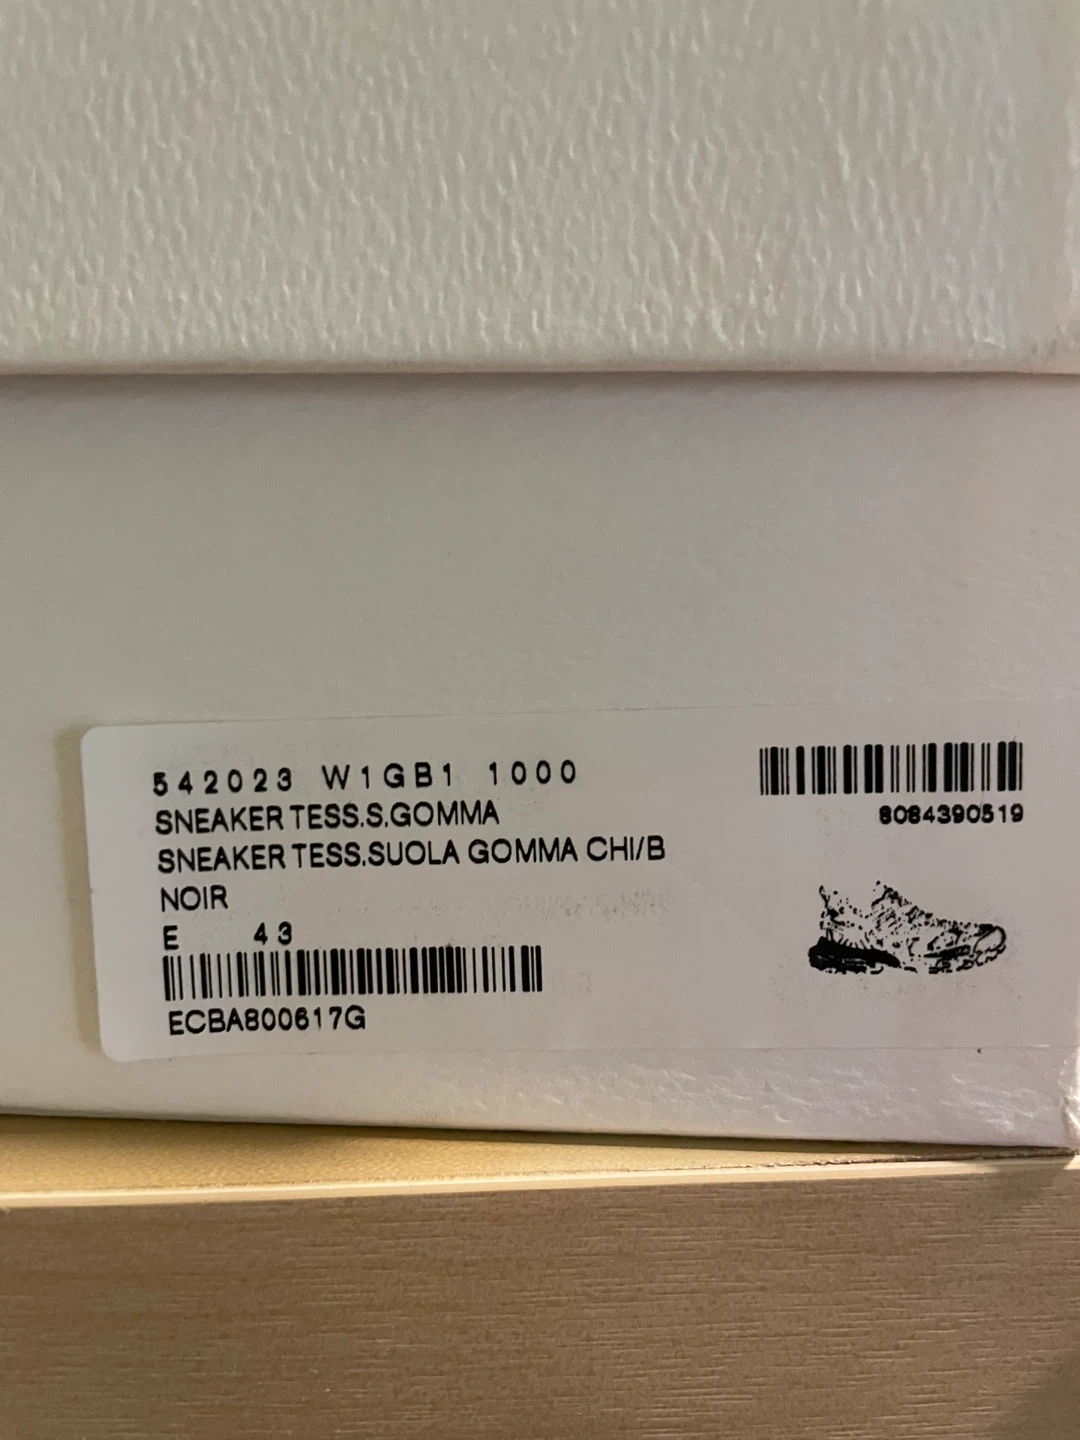 542023 W1GB1 1000
SNEAKER TESS.S.GOMMA
SNEAKER TESS.SUOLA GOMMA CHI/B
NOIR
E 43
ECBA800617G
8084390519